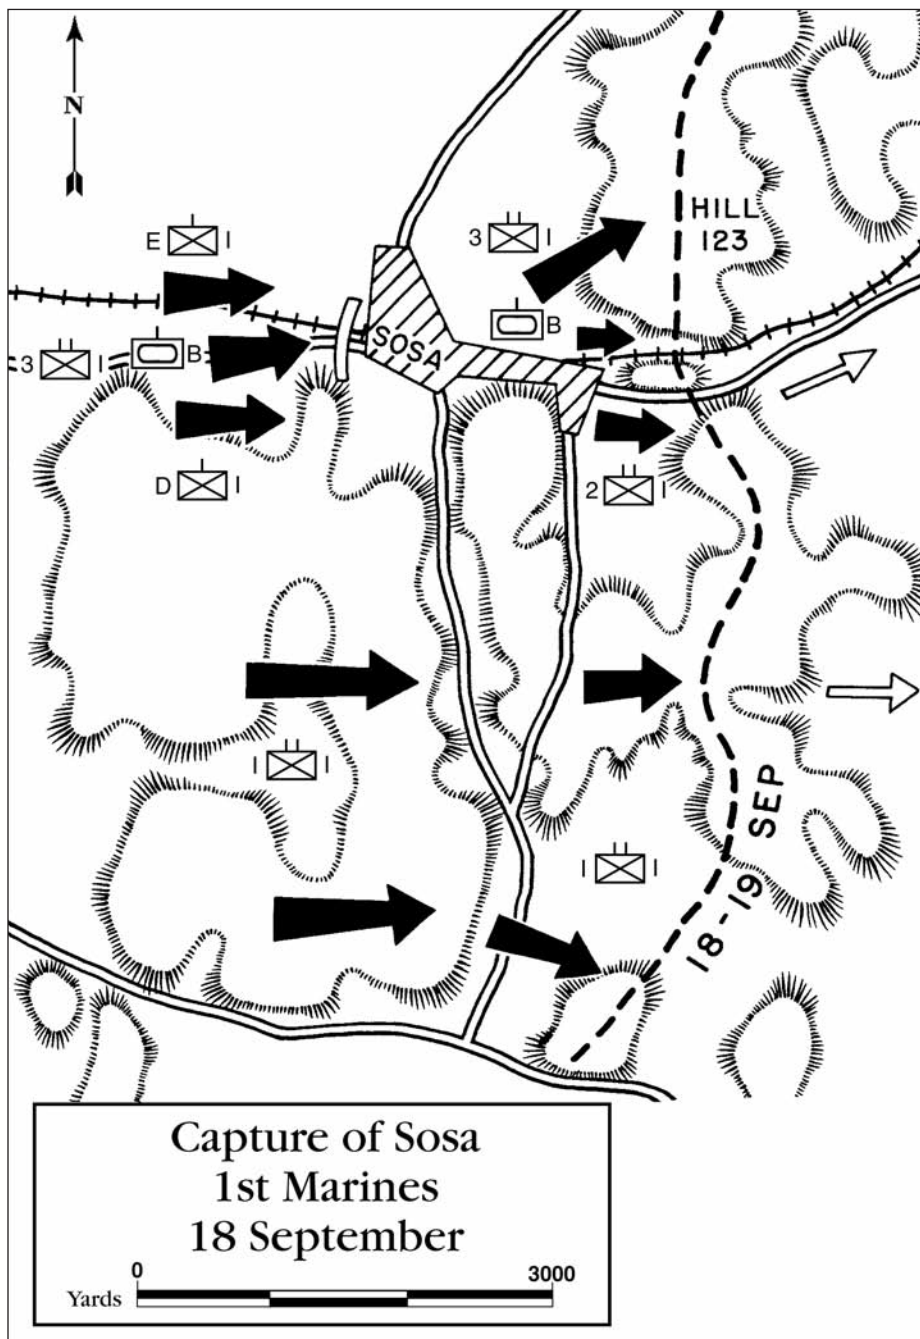 N
E I
3 I
HILL
123
B
SOSA
3 I
B
D I
2 I
I I
I I
18-19 SEP
Capture of Sosa
1st Marines
18 September
0 3000
Yards